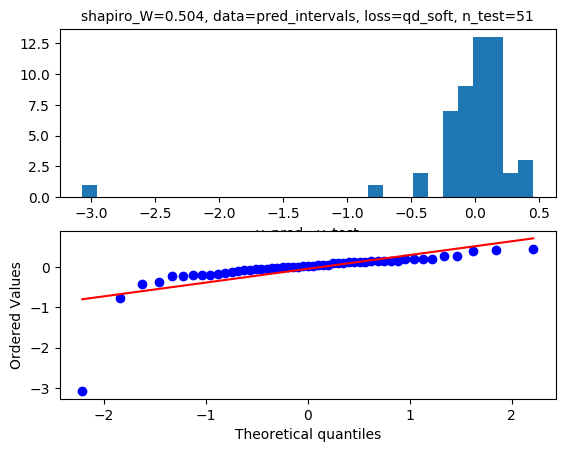 shapiro_W=0.504, data=pred_intervals, loss=qd_soft, n_test=51
12.5
10.0
7.5
5.0
2.5
0.0
−3.0 −2.5 −2.0 −1.5 −1.0 −0.5 0.0 0.5
0
−1
−2
−3
Ordered Values
−2 −1 0 1 2
Theoretical quantiles